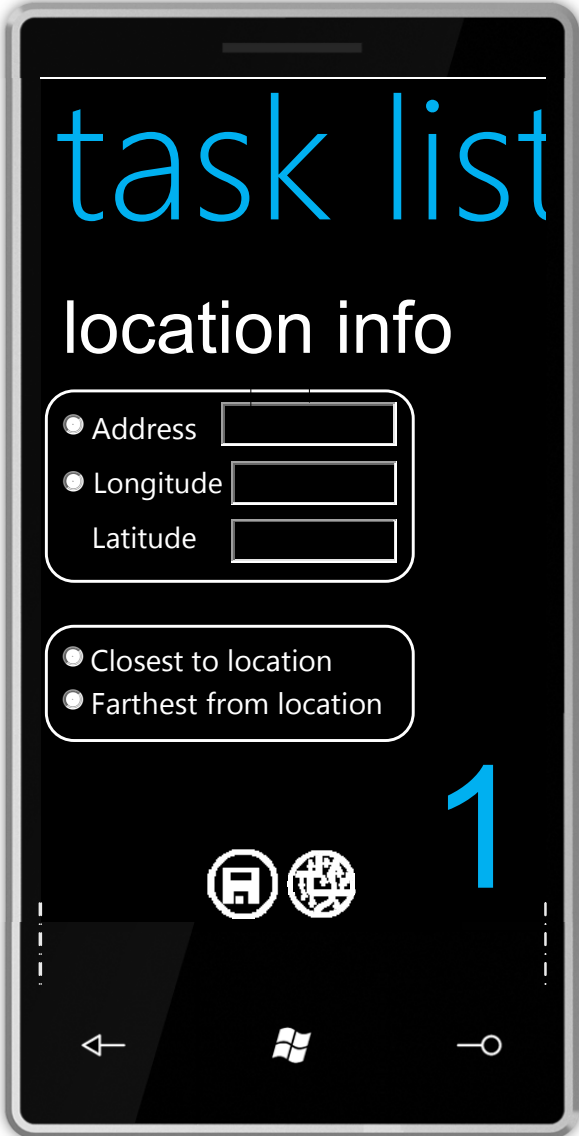 task list
location info
Address
Longitude
Latitude
Closest to location
Farthest from location
1